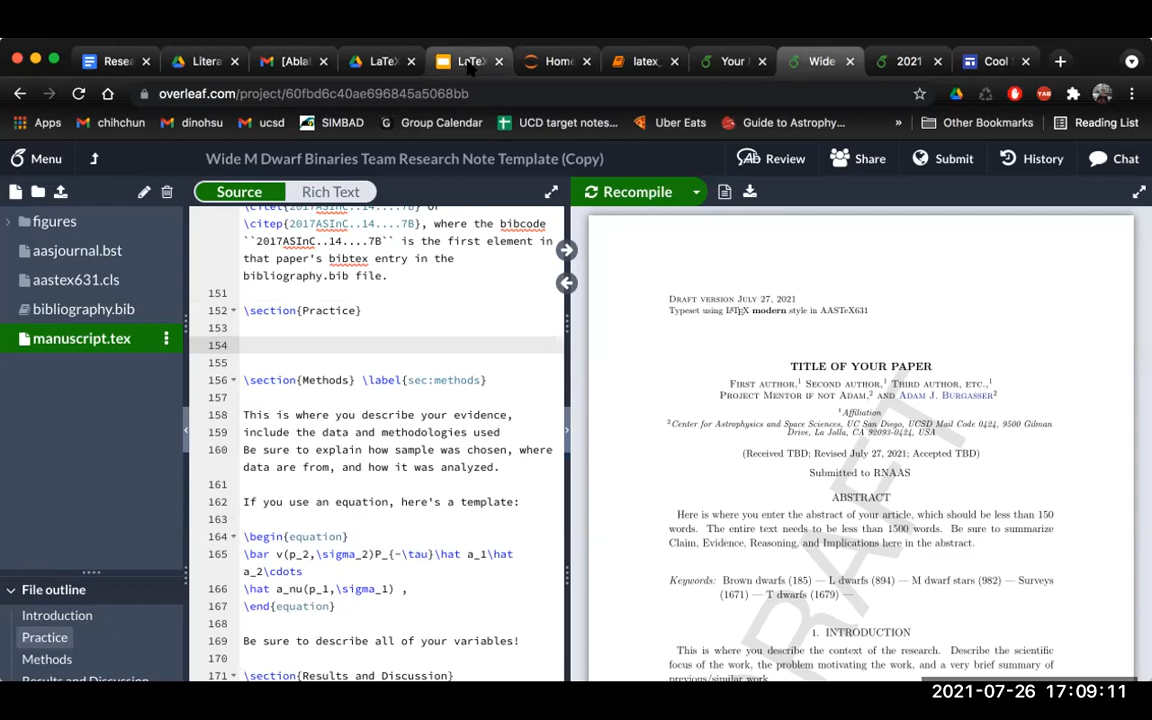 Resea
Litera
[Abla
LaTeX
LaTeX
Home
latex_
Your
Wide
2021
Cool S
overleaf.com/project/60fbd6c40ae696845a5068bb
Apps
chihchun
dinohsu
ucsd
SIMBAD
Group Calendar
UCD target notes...
Uber Eats
Guide to Astrophy...
»
Other Bookmarks
Reading List
Menu
Wide M Dwarf Binaries Team Research Note Template (Copy)
Review
Share
Submit
History
Chat
Source
Rich Text
Recompile
figures
aasjournal.bst
aastex631.cls
bibliography.bib
manuscript.tex
File outline
Introduction
Practice
Methods
Results and Discussion
\citet{2017ASInC..14....7B} or
\citep{2017ASInC..14....7B}, where the bibcode
``2017ASInC..14....7B`` is the first element in
that paper's bibtex entry in the
bibliography.bib file.
151
152 \section{Practice}
153
154
155
156 \section{Methods} \label{sec:methods}
157
158 This is where you describe your evidence,
159 include the data and methodologies used
160 Be sure to explain how sample was chosen, where
data are from, and how it was analyzed.
161
162 If you use an equation, here's a template:
163
164 \begin{equation}
165 \bar v(p_2,\sigma_2)P_{-\tau}\hat a_1\hat
a_2\cdots
166 \hat a_nu(p_1,\sigma_1) ,
167 \end{equation}
168
169 Be sure to describe all of your variables!
170
171 \section{Results and Discussion}
Draft version July 27, 2021
Typeset using LATEX modern style in AASTeX631
TITLE OF YOUR PAPER
First author,1 Second author,1 Third author, etc.,1
Project Mentor if not Adam,2 and Adam J. Burgasser2
1Affiliation
2Center for Astrophysics and Space Sciences, UC San Diego, UCSD Mail Code 0424, 9500 Gilman
Drive, La Jolla, CA 92093-0424, USA
(Received TBD; Revised July 27, 2021; Accepted TBD)
Submitted to RNAAS
ABSTRACT
Here is where you enter the abstract of your article, which should be less than 150
words. The entire text needs to be less than 1500 words. Be sure to summarize
Claim, Evidence, Reasoning, and Implications here in the abstract.
Keywords: Brown dwarfs (185) — L dwarfs (894) — M dwarf stars (982) — Surveys
(1671) — T dwarfs (1679) —
1. INTRODUCTION
This is where you describe the context of the research. Describe the scientific
focus of the work, the problem motivating the work, and a very brief summary of
previous/similar work.
DRAFT
2021-07-26 17:09:11